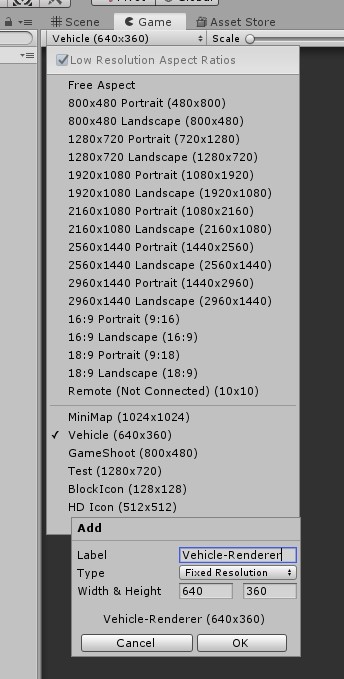 Scene Game Asset Store
Vehicle (640x360) Scale
Low Resolution Aspect Ratios
Free Aspect
800x480 Portrait (480x800)
800x480 Landscape (800x480)
1280x720 Portrait (720x1280)
1280x720 Landscape (1280x720)
1920x1080 Portrait (1080x1920)
1920x1080 Landscape (1920x1080)
2160x1080 Portrait (1080x2160)
2160x1080 Landscape (2160x1080)
2560x1440 Portrait (1440x2560)
2560x1440 Landscape (2560x1440)
2960x1440 Portrait (1440x2960)
2960x1440 Landscape (2960x1440)
16:9 Portrait (9:16)
16:9 Landscape (16:9)
18:9 Portrait (9:18)
18:9 Landscape (18:9)
Remote (Not Connected) (10x10)
MiniMap (1024x1024)
Vehicle (640x360)
GameShoot (800x480)
Test (1280x720)
BlockIcon (128x128)
HD Icon (512x512)
Add
Label Vehicle-Renderer
Type Fixed Resolution
Width & Height 640 360
Vehicle-Renderer (640x360)
Cancel OK